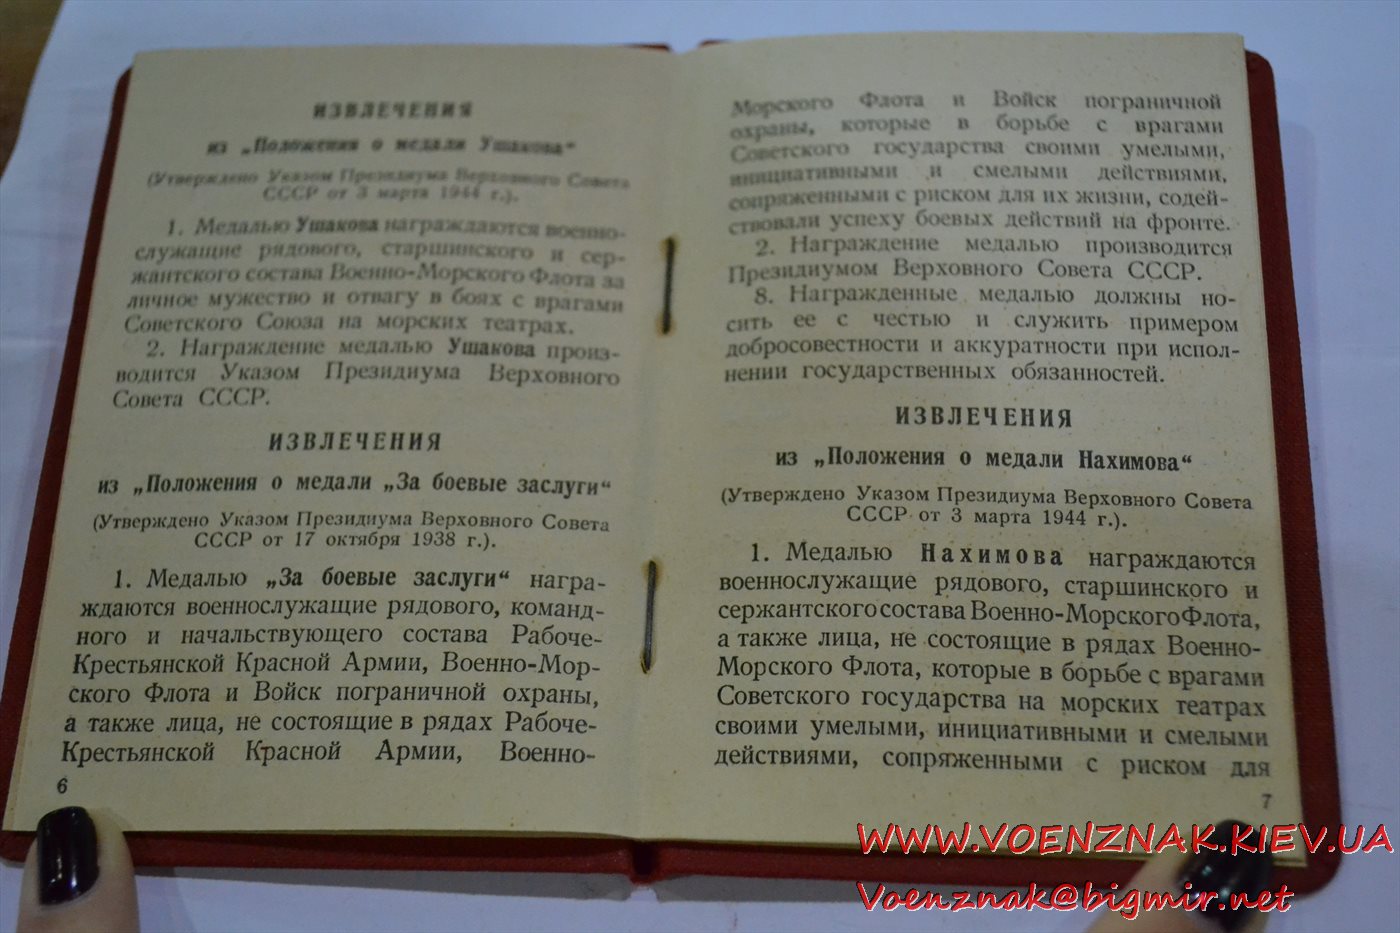 ИЗВЛЕЧЕНИЯ
из „Положения о медали Ушакова“
(Утверждено Указом Президиума Верховного Совета
СССР от 3 марта 1944 г.).
1. Медалью Ушакова награждаются военно-
служащие рядового, старшинского и сер-
жантского состава Военно-Морского Флота за
личное мужество и отвагу в боях с врагами
Советского Союза на морских театрах.
2. Награждение медалью Ушакова произ-
водится Указом Президиума Верховного
Совета СССР.
ИЗВЛЕЧЕНИЯ
из „Положения о медали „За боевые заслуги“
(Утверждено Указом Президиума Верховного Совета
СССР от 17 октября 1938 г.).
1. Медалью „За боевые заслуги“ награ-
ждаются военнослужащие рядового, команд-
ного и начальствующего состава Рабоче-
Крестьянской Красной Армии, Военно-Мор-
ского Флота и Войск пограничной охраны,
а также лица, не состоящие в рядах Рабоче-
Крестьянской Красной Армии, Военно-
6
Морского Флота и Войск пограничной
охраны, которые в борьбе с врагами
Советского государства своими умелыми,
инициативными и смелыми действиями,
сопряженными с риском для их жизни, содей-
ствовали успеху боевых действий на фронте.
2. Награждение медалью производится
Президиумом Верховного Совета СССР.
8. Награжденные медалью должны но-
сить ее с честью и служить примером
добросовестности и аккуратности при испол-
нении государственных обязанностей.
ИЗВЛЕЧЕНИЯ
из „Положения о медали Нахимова“
(Утверждено Указом Президиума Верховного Совета
СССР от 3 марта 1944 г.).
1. Медалью Нахимова награждаются
военнослужащие рядового, старшинского и
сержантского состава Военно-Морского Флота,
а также лица, не состоящие в рядах Военно-
Морского Флота, которые в борьбе с врагами
Советского государства на морских театрах
своими умелыми, инициативными и смелыми
действиями, сопряженными с риском для
7
WWW.VOENZNAK.KIEV.UA
Voenznak@bigmir.net